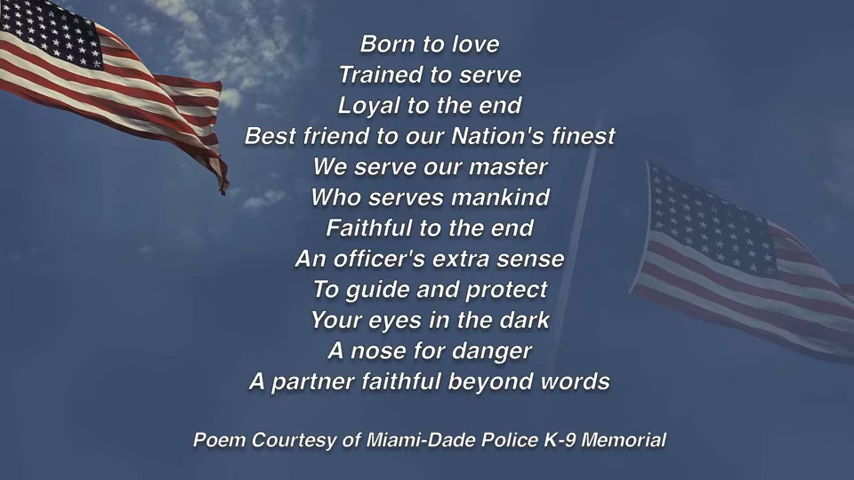 Born to love
Trained to serve
Loyal to the end
Best friend to our Nation's finest
We serve our master
Who serves mankind
Faithful to the end
An officer's extra sense
To guide and protect
Your eyes in the dark
A nose for danger
A partner faithful beyond words
Poem Courtesy of Miami-Dade Police K-9 Memorial